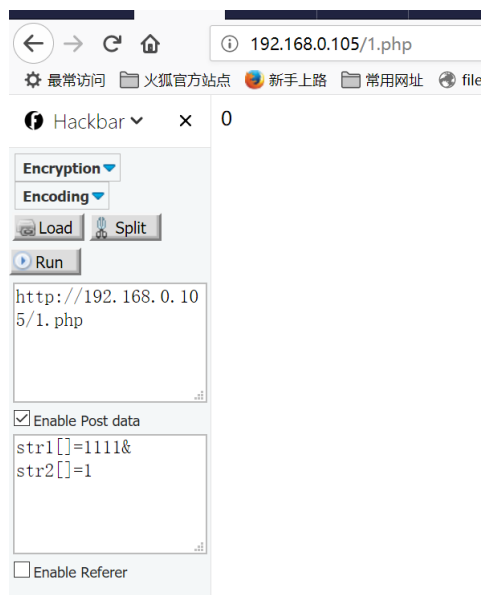 192.168.0.105/1.php
最常访问 火狐官方站点 新手上路 常用网址 file
Hackbar
0
Encryption
Encoding
Load Split
Run
http://192.168.0.10
5/1.php
Enable Post data
str1[]=1111&
str2[]=1
Enable Referer